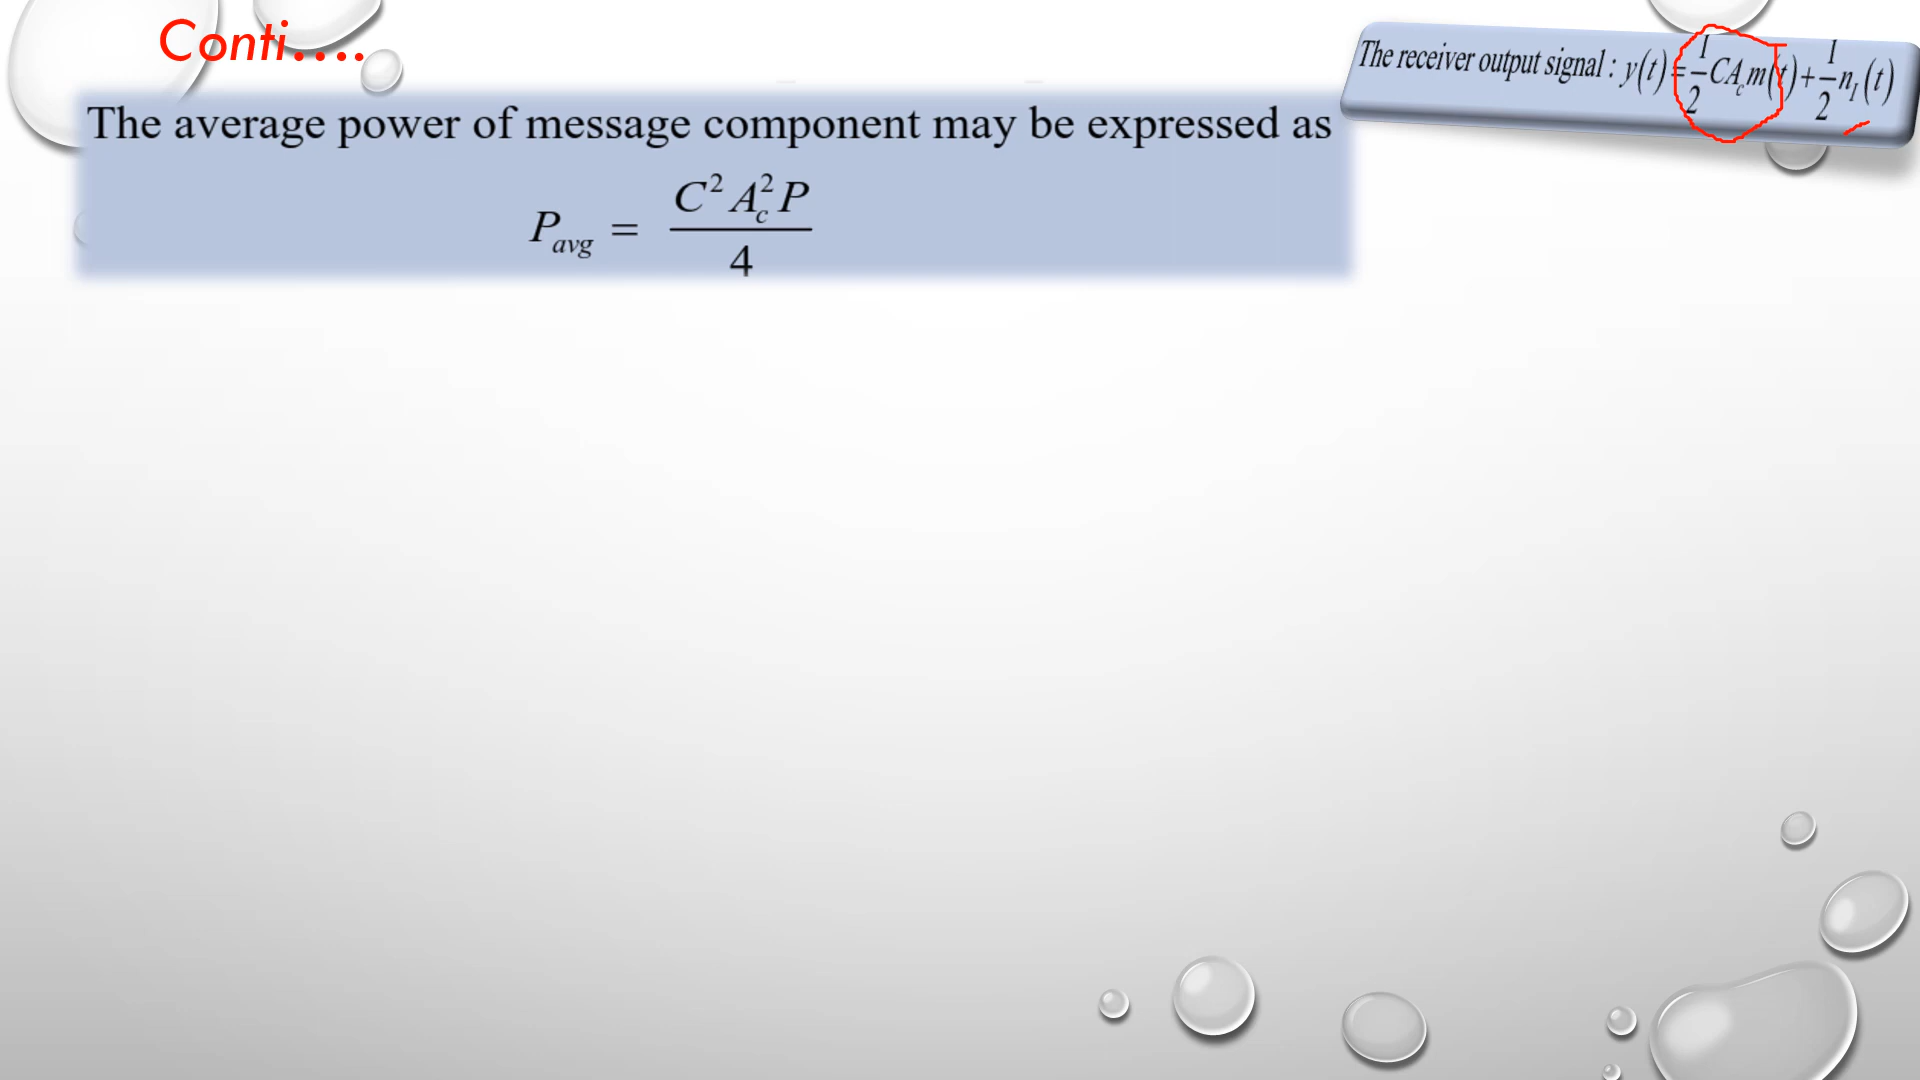 Conti....
The receiver output signal : y(t)=1/2 CA_c m(t)+1/2 n_I(t)
The average power of message component may be expressed as
P_avg = C^2 A_c^2 P / 4